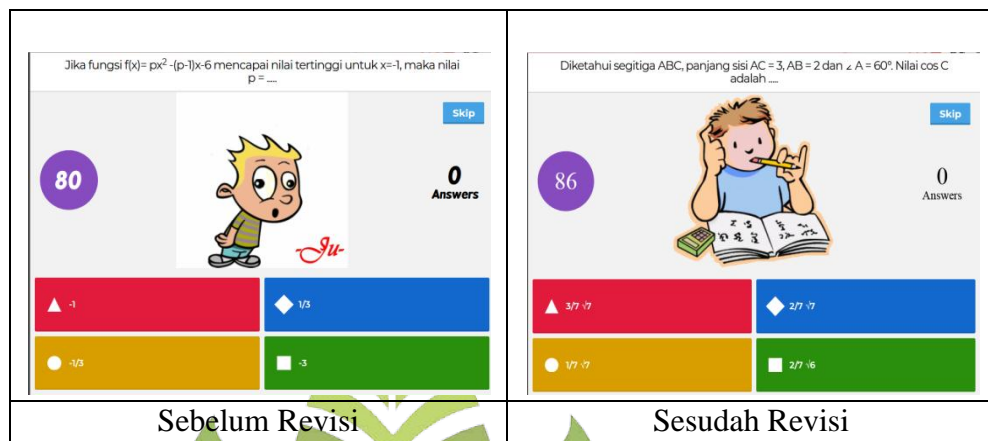 Jika fungsi f(x)= px² -(p-1)x-6 mencapai nilai tertinggi untuk x=-1, maka nilai
p = .....
Skip
80
0
Answers
-Ju-
-1
1/3
-1/3
-3
Sebelum Revisi
Diketahui segitiga ABC, panjang sisi AC = 3, AB = 2 dan ∠ A = 60°. Nilai cos C
adalah .....
Skip
86
0
Answers
3/7 √7
2/7 √7
1/7 √7
2/7 √6
Sesudah Revisi